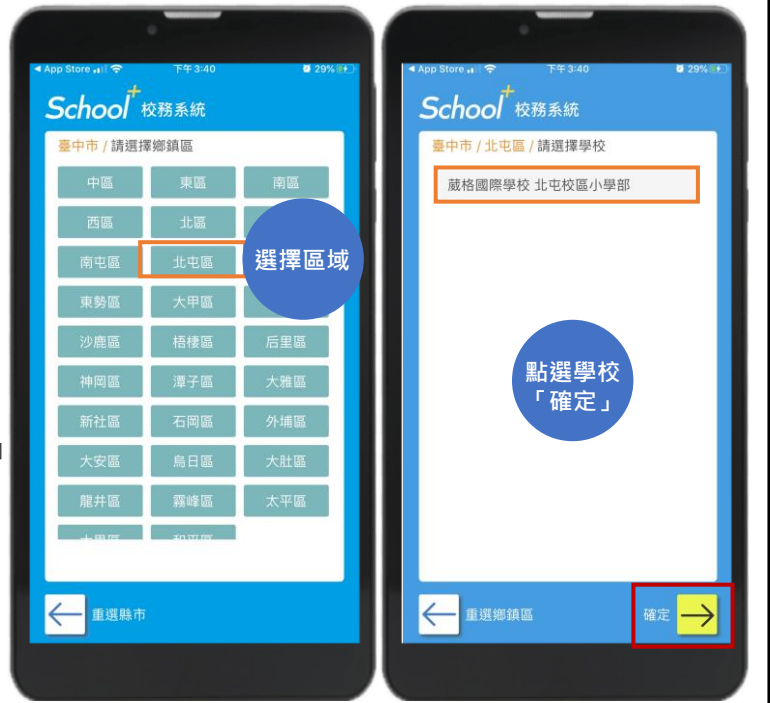 App Store
下午3:40
29%
School+ 校務系統
臺中市 / 請選擇鄉鎮區
中區 東區 南區
西區 北區
南屯區 北屯區
東勢區 大甲區
沙鹿區 梧棲區 后里區
神岡區 潭子區 大雅區
新社區 石岡區 外埔區
大安區 烏日區 大肚區
龍井區 霧峰區 太平區
選擇區域
重選縣市
App Store
下午3:40
29%
School+ 校務系統
臺中市 / 北屯區 / 請選擇學校
葳格國際學校 北屯校區小學部
點選學校
「確定」
重選鄉鎮區
確定